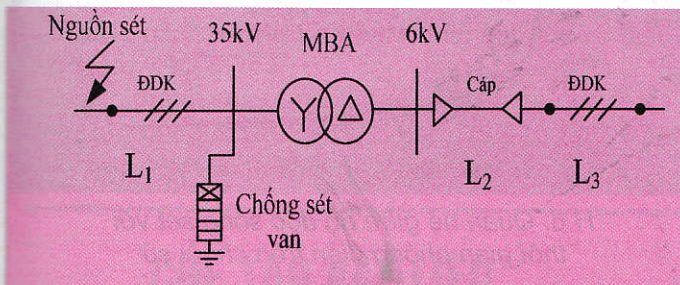 Nguồn sét
35kV
MBA
6kV
ĐDK
Cáp
ĐDK
L1
L2
L3
Chống sét
van